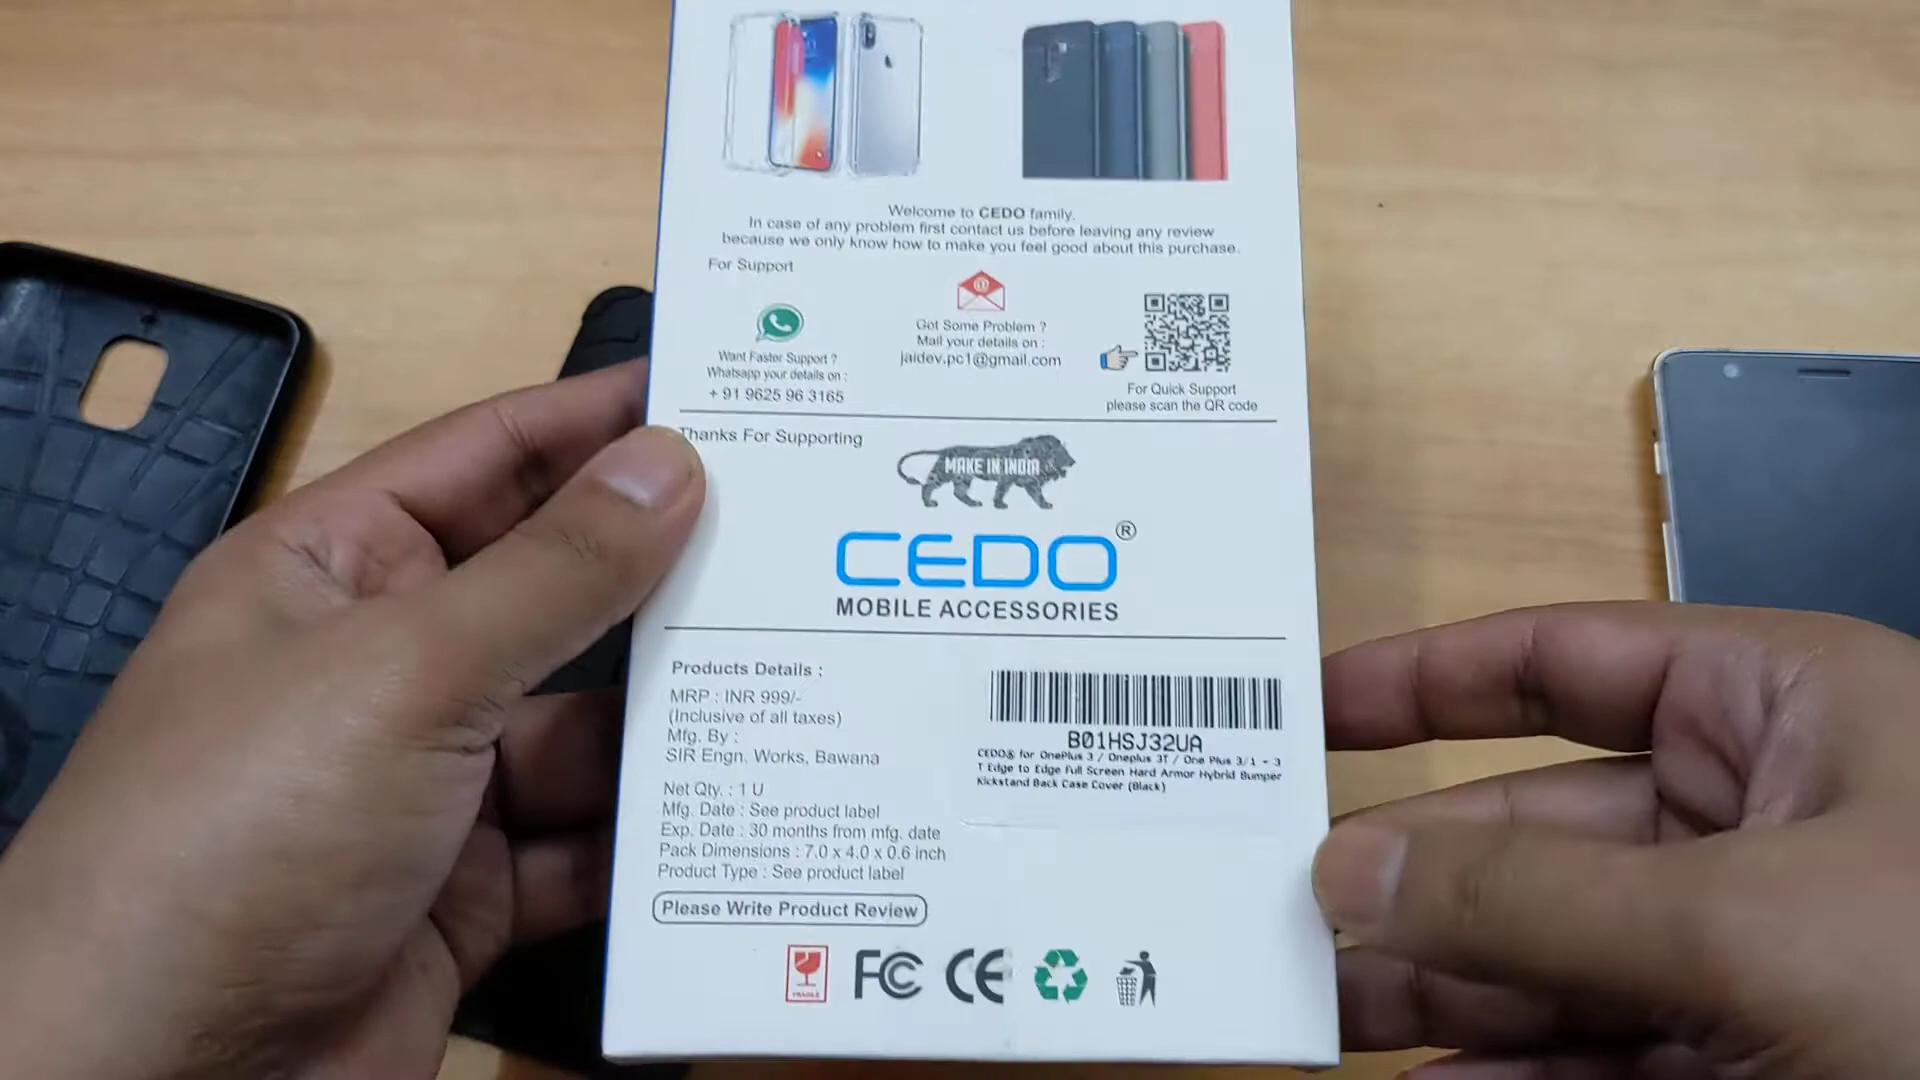 Welcome to CEDO family.
In case of any problem first contact us before leaving any review
because we only know how to make you feel good about this purchase.
For Support
Want Faster Support ?
Whatsapp your details on :
+ 91 9625 96 3165
@
Got Some Problem ?
Mail your details on :
jaidev.pc1@gmail.com
For Quick Support
please scan the QR code
Thanks For Supporting
MAKE IN INDIA
CEDO®
MOBILE ACCESSORIES
Products Details :
MRP : INR 999/-
(Inclusive of all taxes)
Mfg. By :
SIR Engn. Works, Bawana
Net Qty. : 1 U
Mfg. Date : See product label
Exp. Date : 30 months from mfg. date
Pack Dimensions : 7.0 x 4.0 x 0.6 inch
Product Type : See product label
Please Write Product Review
B01HSJ32UA
CEDO® for OnePlus 3 / Oneplus 3T / One Plus 3/1 - 3
T Edge to Edge Full Screen Hard Armor Hybrid Bumper
Kickstand Back Case Cover (Black)
FRAGILE
FC CE